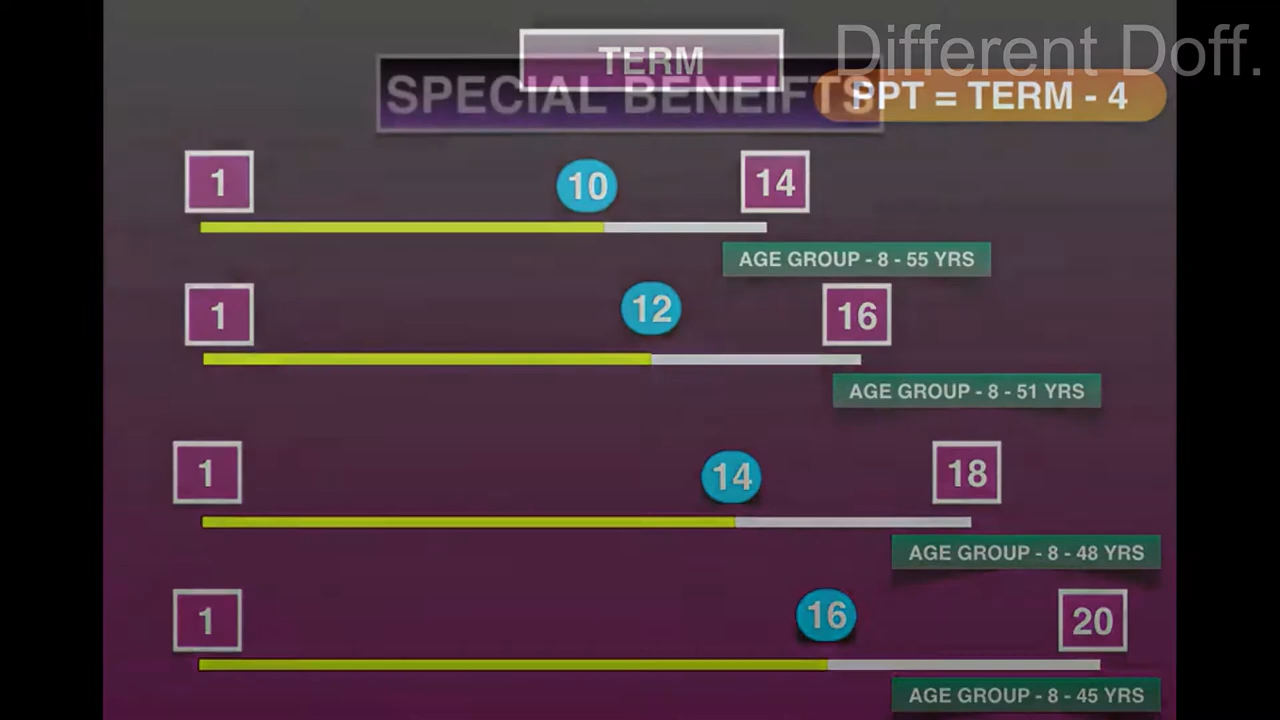 Different Doff.
TERM
SPECIAL BENEIFTS
PPT = TERM - 4
1 10 14
AGE GROUP - 8 - 55 YRS
1 12 16
AGE GROUP - 8 - 51 YRS
1 14 18
AGE GROUP - 8 - 48 YRS
1 16 20
AGE GROUP - 8 - 45 YRS